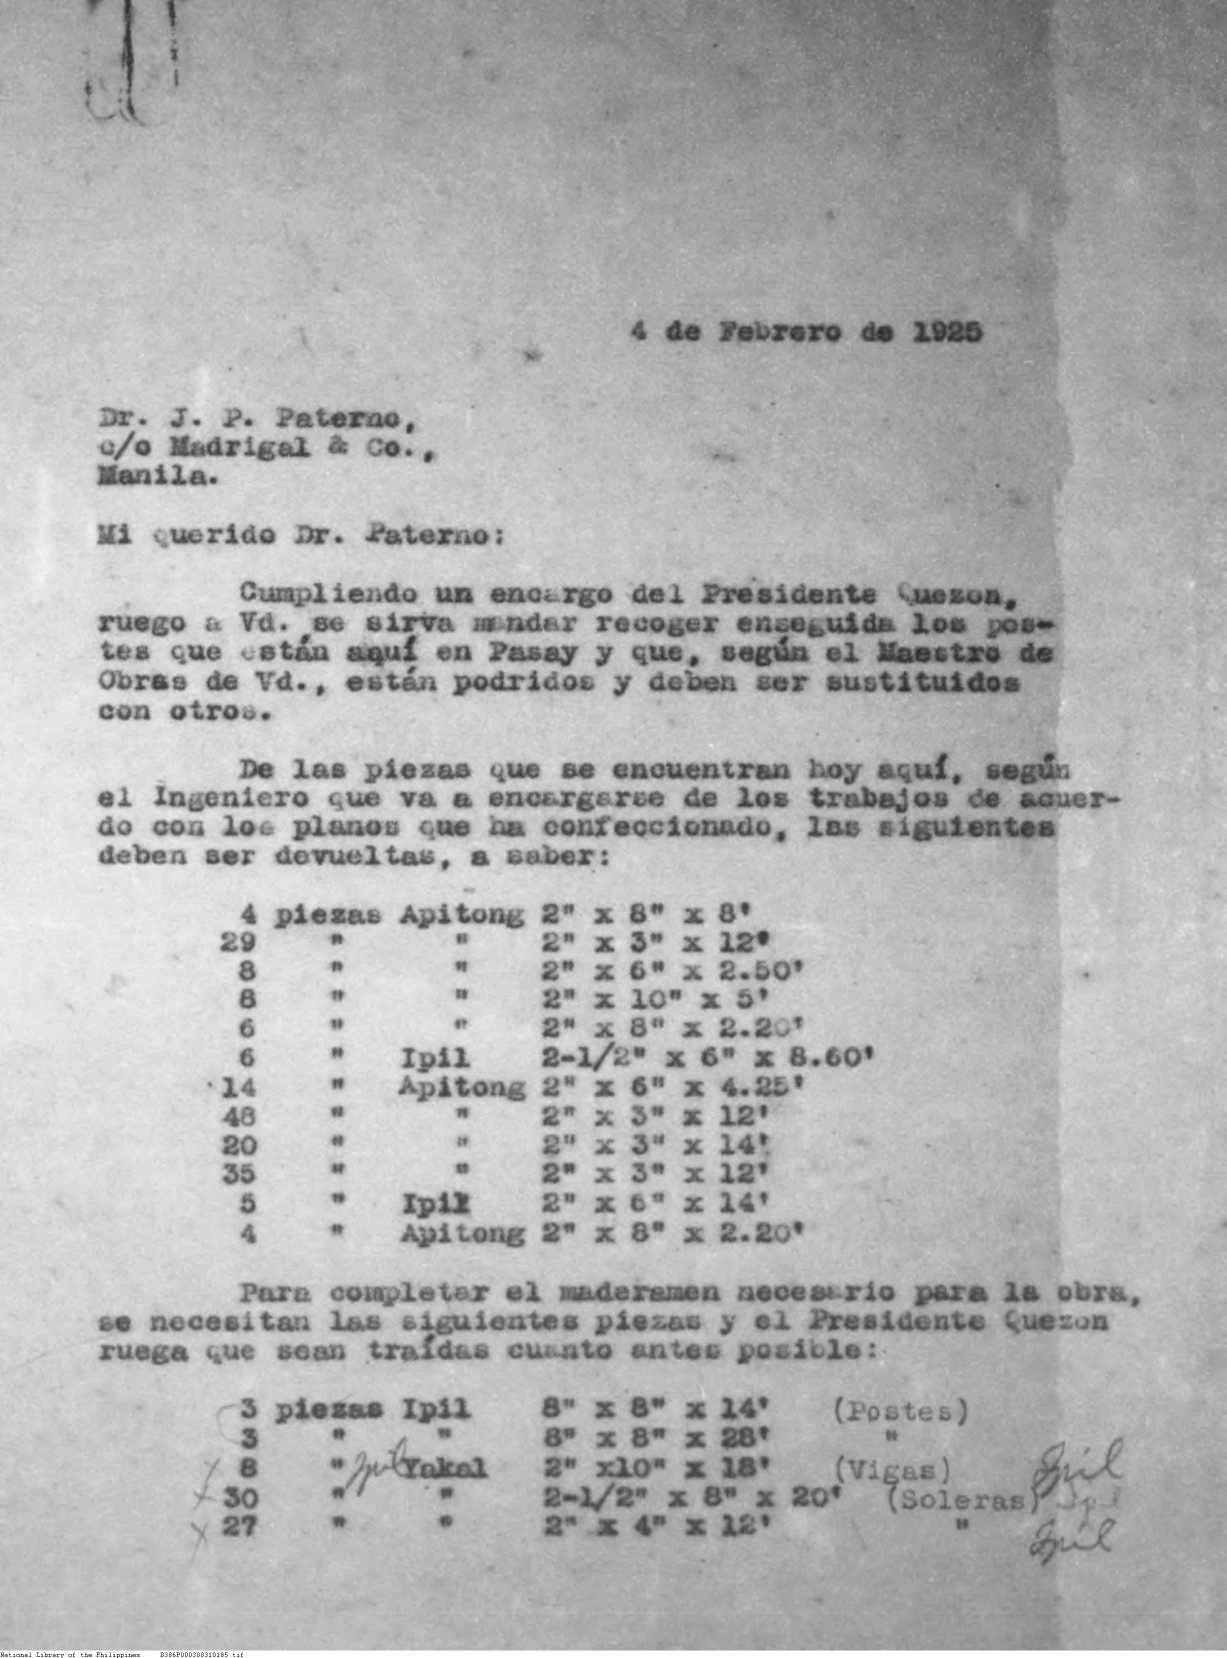 4 de Febrero de 1925
Dr. J. P. Paterno,
c/o Madrigal & Co.,
Manila.
Mi querido Dr. Paterno:
Cumpliendo un encargo del Presidente Quezon,
ruego a Vd. se sirva mandar recoger enseguida los pos-
tes que están aquí en Pasay y que, según el Maestro de
Obras de Vd., están podridos y deben ser sustituidos
con otros.
De las piezas que se encuentran hoy aquí, según
el Ingeniero que va a encargarse de los trabajos de acuer-
do con los planos que ha confeccionado, las siguientes
deben ser devueltas, a saber:
4 piezas Apitong 2" x 8" x 8'
29 " " 2" x 3" x 12'
8 " " 2" x 6" x 2.50'
8 " " 2" x 10" x 5'
6 " " 2" x 8" x 2.20'
6 " Ipil 2-1/2" x 6" x 8.60'
14 " Apitong 2" x 6" x 4.25'
48 " " 2" x 3" x 12'
20 " " 2" x 3" x 14'
35 " " 2" x 3" x 12'
5 " Ipil 2" x 6" x 14'
4 " Apitong 2" x 8" x 2.20'
Para completar el maderamen necesario para la obra,
se necesitan las siguientes piezas y el Presidente Quezon
ruega que sean traídas cuanto antes posible:
3 piezas Ipil 8" x 8" x 14' (Postes)
3 " " 8" x 8" x 28' "
x 8 " Ipil Yakal 2" x10" x 18' (Vigas) Ipil
x 30 " " 2-1/2" x 8" x 20' (Soleras) Ipil
x 27 " " 2" x 4" x 12' " Ipil
National Library of the Philippines D386P000308310185.tif